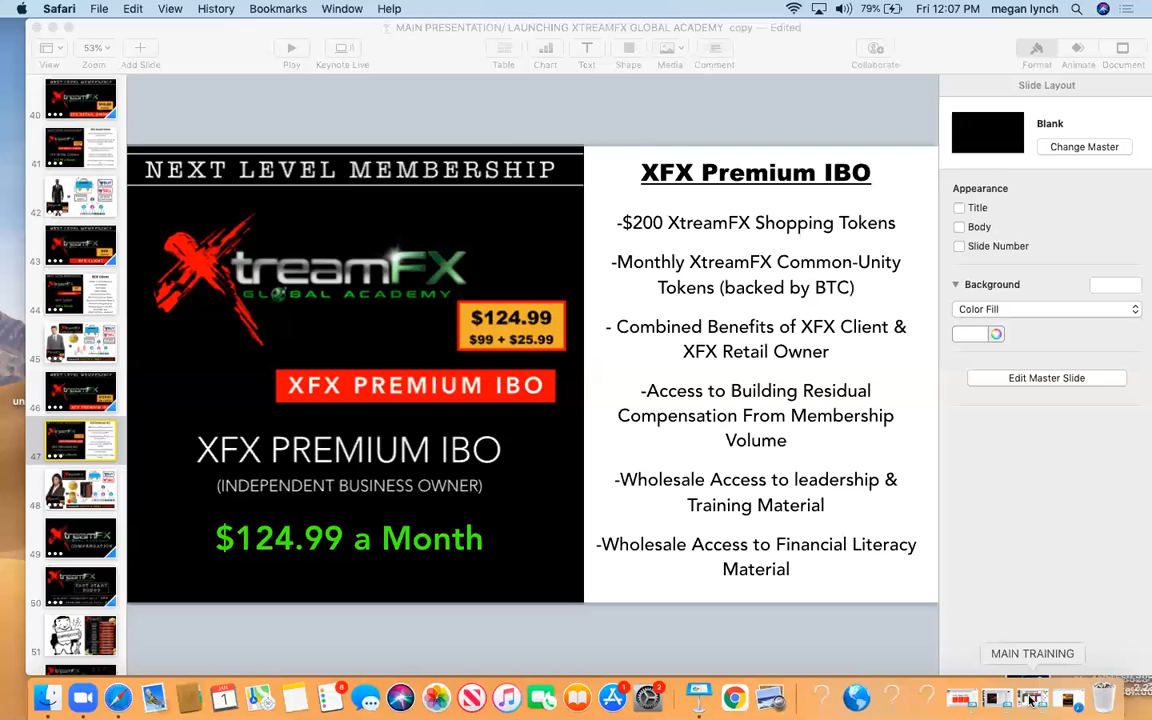 Safari File Edit View History Bookmarks Window Help 79% Fri 12:07 PM megan lynch
MAIN PRESENTATION/ LAUNCHING XTREAMFX GLOBAL ACADEMY copy — Edited
53%
View Zoom Add Slide Play Keynote Live Table Chart Text Shape Media Comment Collaborate Format Animate Document
Slide Layout
Blank
Change Master
Appearance
Title
Body
Slide Number
Background
Color Fill
Edit Master Slide
40
41
42
43
44
45
46
47
48
49
50
51
NEXT LEVEL MEMBERSHIP
XtreamFX
GLOBAL ACADEMY
$124.99
$99 + $25.99
XFX PREMIUM IBO
XFX PREMIUM IBO
(INDEPENDENT BUSINESS OWNER)
$124.99 a Month
XFX Premium IBO
-$200 XtreamFX Shopping Tokens
-Monthly XtreamFX Common-Unity
Tokens (backed by BTC)
- Combined Benefits of XFX Client &
XFX Retail Owner
-Access to Building Residual
Compensation From Membership
Volume
-Wholesale Access to leadership &
Training Material
-Wholesale Access to Financial Literacy
Material
MAIN TRAINING